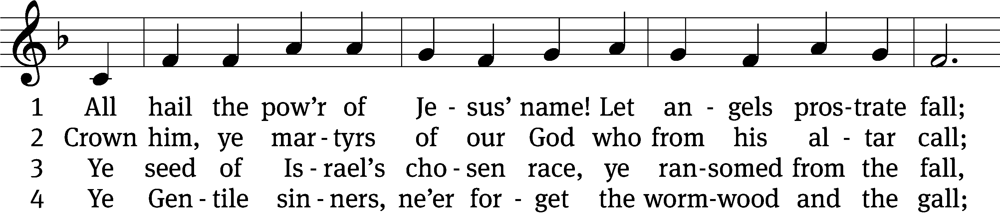 1 All hail the pow’r of Je - sus’ name! Let an - gels pros-trate fall;
2 Crown him, ye mar - tyrs of our God who from his al - tar call;
3 Ye seed of Is - rael’s cho - sen race, ye ran-somed from the fall,
4 Ye Gen - tile sin - ners, ne’er for - get the worm-wood and the gall;